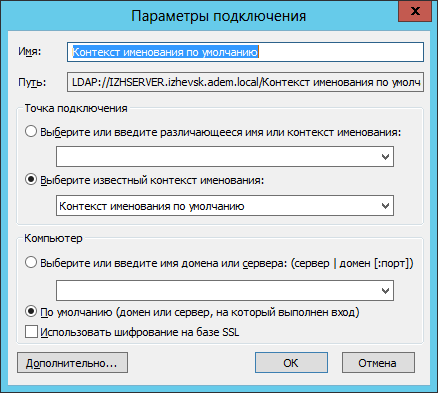 Параметры подключения
x
Имя:
Контекст именования по умолчанию
Путь:
LDAP://IZHSERVER.izhevsk.adem.local/Контекст именования по умолч
Точка подключения
Выберите или введите различающееся имя или контекст именования:
Выберите известный контекст именования:
Контекст именования по умолчанию
Компьютер
Выберите или введите имя домена или сервера: (сервер | домен [:порт])
По умолчанию (домен или сервер, на который выполнен вход)
Использовать шифрование на базе SSL
Дополнительно... OK Отмена